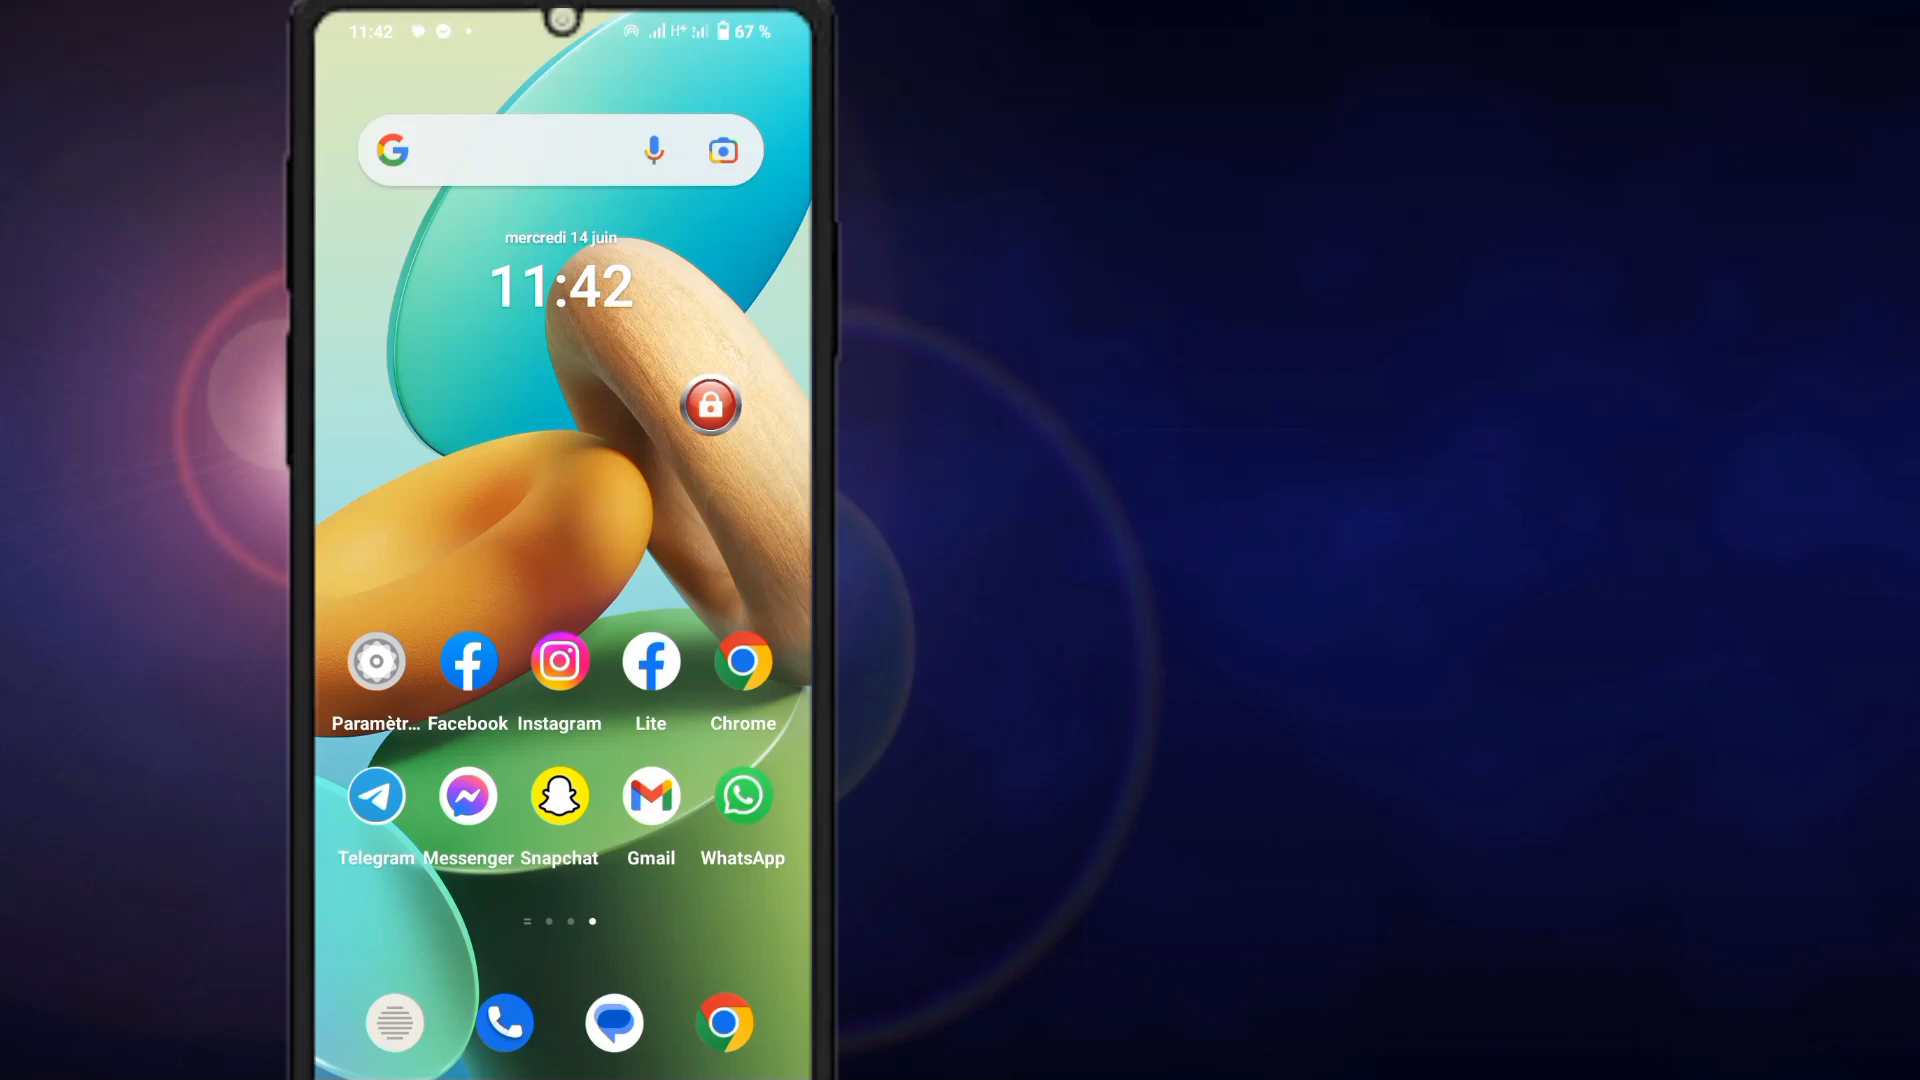 11:42 H+ 67 %
mercredi 14 juin
11:42
Paramètr... Facebook Instagram Lite Chrome
Telegram Messenger Snapchat Gmail WhatsApp